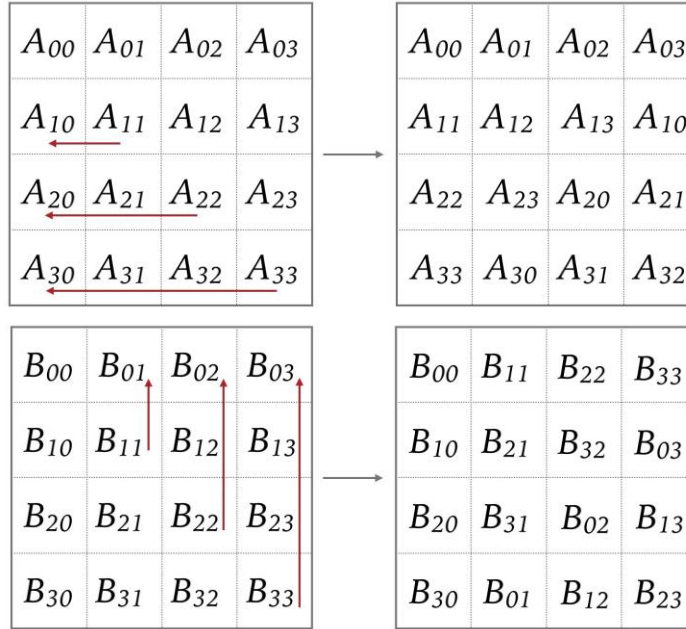 A00 A01 A02 A03
A10 A11 A12 A13
A20 A21 A22 A23
A30 A31 A32 A33
A00 A01 A02 A03
A11 A12 A13 A10
A22 A23 A20 A21
A33 A30 A31 A32
B00 B01 B02 B03
B10 B11 B12 B13
B20 B21 B22 B23
B30 B31 B32 B33
B00 B11 B22 B33
B10 B21 B32 B03
B20 B31 B02 B13
B30 B01 B12 B23